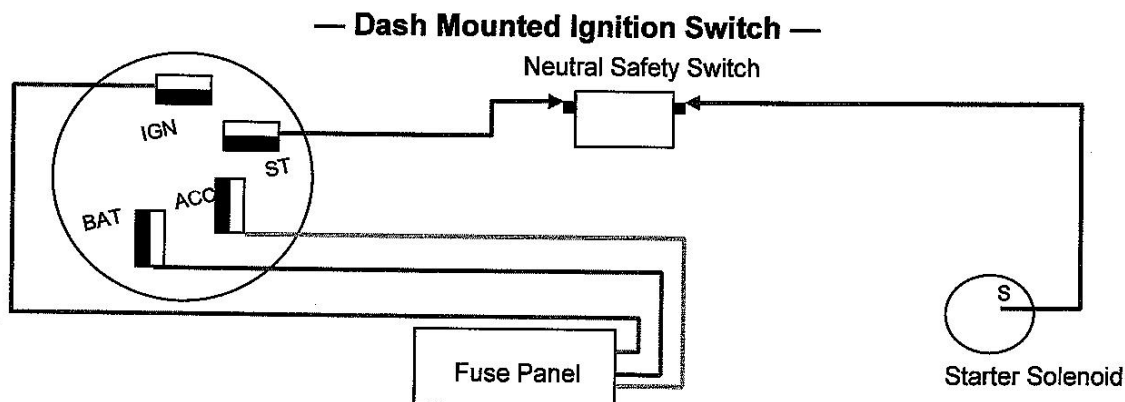 — Dash Mounted Ignition Switch —
Neutral Safety Switch
IGN
ST
ACC
BAT
S
Fuse Panel
Starter Solenoid